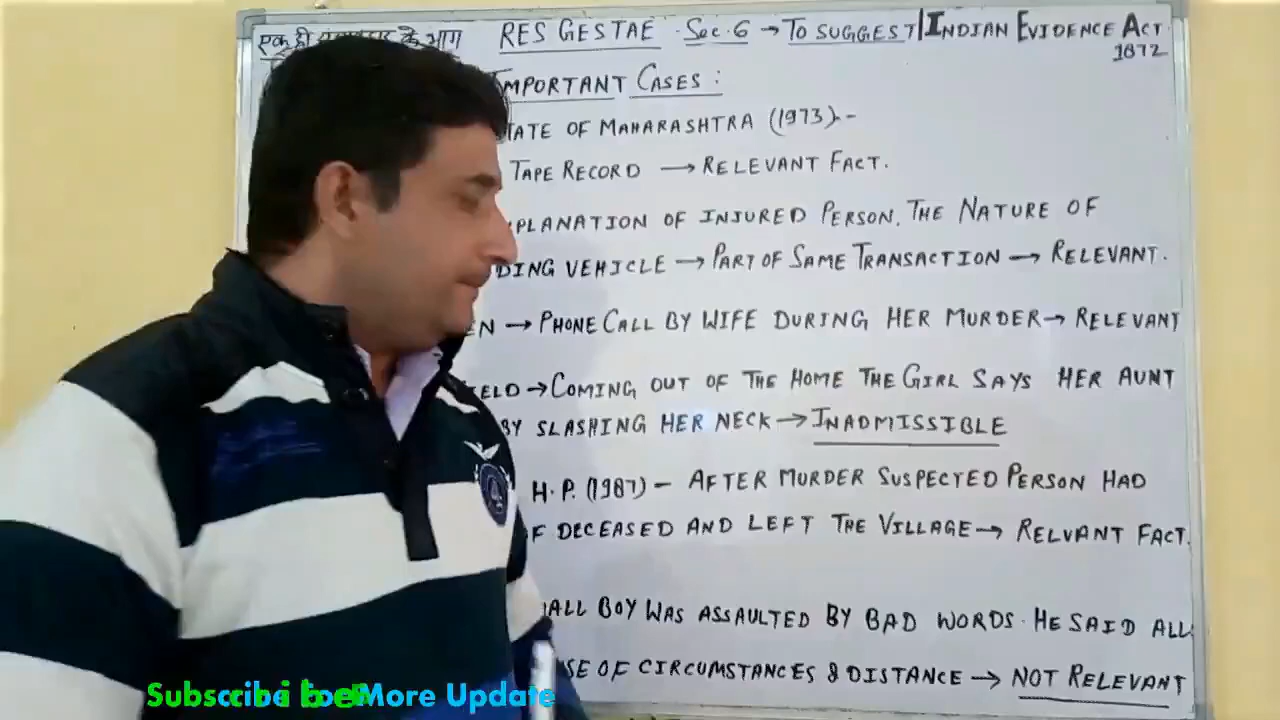 एक ही के भाग RES GESTAE Sec. 6 → TO SUGGEST | INDIAN EVIDENCE ACT
1872
IMPORTANT CASES :
STATE OF MAHARASHTRA (1973) -
TAPE RECORD → RELEVANT FACT.
XPLANATION OF INJURED PERSON, THE NATURE OF
DING VEHICLE → PART OF SAME TRANSACTION → RELEVANT.
EN → PHONE CALL BY WIFE DURING HER MURDER → RELEVANT
ELD → COMING OUT OF THE HOME THE GIRL SAYS HER AUNT
BY SLASHING HER NECK → INADMISSIBLE
H.P. (1987) - AFTER MURDER SUSPECTED PERSON HAD
F DECEASED AND LEFT THE VILLAGE → RELVANT FACT.
ALL BOY WAS ASSAULTED BY BAD WORDS. HE SAID ALL
SE OF CIRCUMSTANCES & DISTANCE → NOT RELEVANT
Subscribe More Update